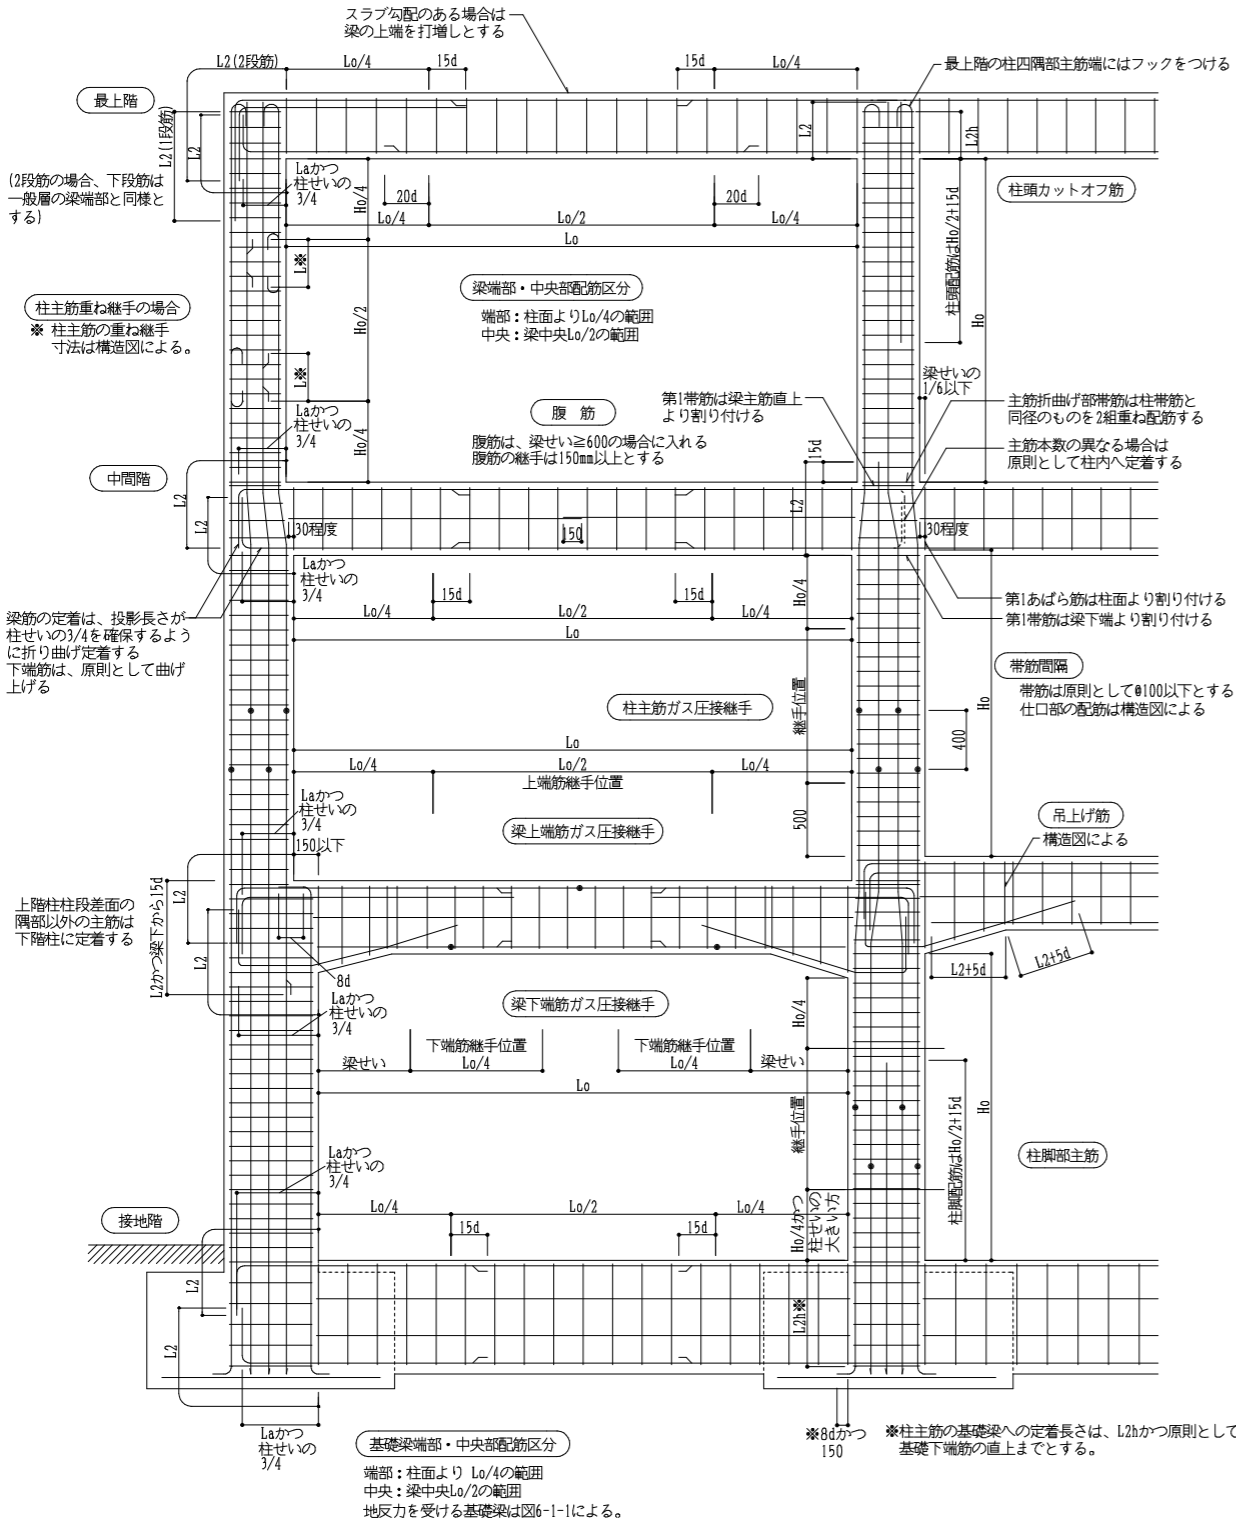 スラブ勾配のある場合は
梁の上端を打増しとする
L2(2段筋)
Lo/4
15d
15d
Lo/4
最上階の柱四隅部主筋端にはフックをつける
最上階
L2(1段筋)
L2
L2
L2h
(2段筋の場合、下段筋は
一般層の梁端部と同様と
する)
Laかつ
柱せいの
3/4
Ho/4
20d
20d
Lo/4
Lo/2
Lo/4
Lo
柱頭カットオフ筋
柱頭配筋はHo/2+15d
Ho
L※
梁端部・中央部配筋区分
端部：柱面よりLo/4の範囲
中央：梁中央Lo/2の範囲
柱主筋重ね継手の場合
※ 柱主筋の重ね継手
寸法は構造図による。
Ho/2
L※
梁せいの
1/6以下
Laかつ
柱せいの
3/4
腹 筋
第1帯筋は梁主筋直上
より割り付ける
主筋折曲げ部帯筋は柱帯筋と
同径のものを2組重ね配筋する
腹筋は、梁せい≧600の場合に入れる
腹筋の継手は150mm以上とする
主筋本数の異なる場合は
原則として柱内へ定着する
Ho/4
15d
中間階
L2
L2
L2
30程度
150
30程度
Laかつ
柱せいの
3/4
15d
15d
Lo/4
Lo/2
Lo/4
Lo
Ho/4
第1あばら筋は柱面より割り付ける
第1帯筋は梁下端より割り付ける
梁筋の定着は、投影長さが
柱せいの3/4を確保するよう
に折り曲げ定着する
下端筋は、原則として曲げ
上げる
帯筋間隔
帯筋は原則として@100以下とする
仕口部の配筋は構造図による
Ho
柱主筋ガス圧接継手
継手位置
400
Lo
Lo/4
Lo/2
Lo/4
上端筋継手位置
Laかつ
柱せいの
3/4
梁上端筋ガス圧接継手
500
吊上げ筋
構造図による
150以下
L2
上階柱柱段差面の
隅部以外の主筋は
下階柱に定着する
L2かつ梁下から15d
L2
8d
L2+5d
L2+5d
Laかつ
柱せいの
3/4
梁下端筋ガス圧接継手
Ho/4
下端筋継手位置
下端筋継手位置
梁せい
Lo/4
Lo/4
梁せい
Lo
継手位置
柱脚配筋はHo/2+15d
Ho
柱脚部主筋
Laかつ
柱せいの
3/4
接地階
Lo/4
Lo/2
Lo/4
15d
15d
Ho/4かつ
柱せいの
大きい方
L2
L2h※
L2
Laかつ
柱せいの
3/4
※8dかつ
150
※柱主筋の基礎梁への定着長さは、L2hかつ原則として
基礎下端筋の直上までとする。
基礎梁端部・中央部配筋区分
端部：柱面より Lo/4の範囲
中央：梁中央Lo/2の範囲
地反力を受ける基礎梁は図6-1-1による。